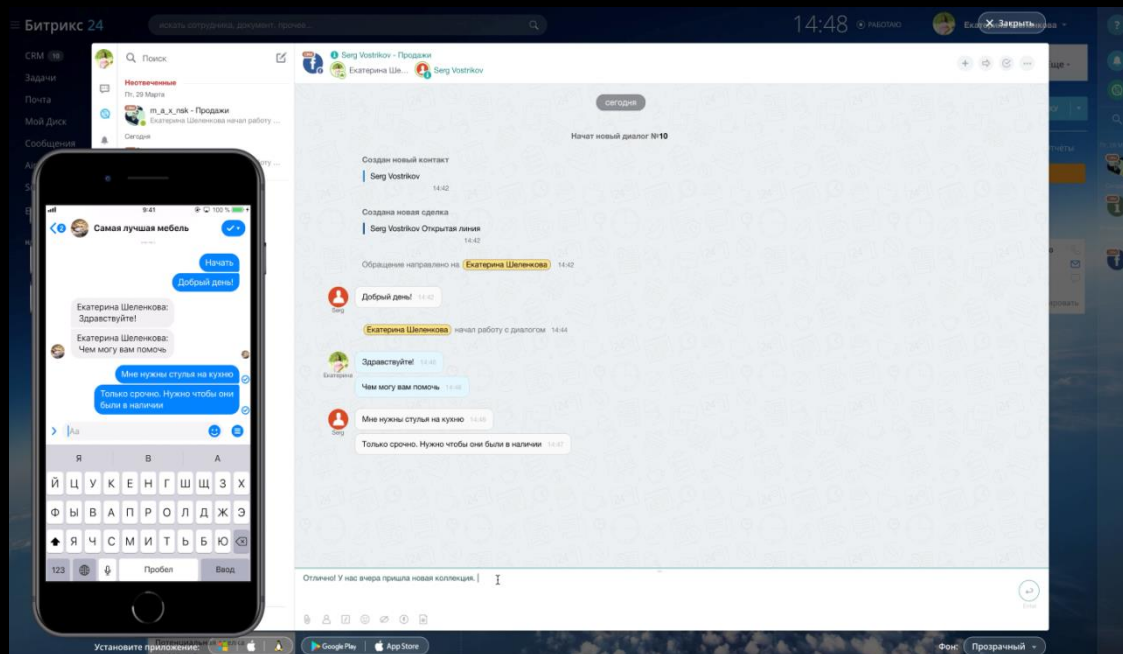 Битрикс 24
искать сотрудника, документ, прочее...
14:48
РАБОТАЮ
Закрыть
CRM
Задачи
Почта
Мой Диск
Сообщения
Поиск
Неотвеченные
Пт, 29 Марта
m_a_x_nsk - Продажи
Екатерина Шеленкова начал работу ...
Сегодня
Serg Vostrikov - Продажи
Екатерина Ше...
Serg Vostrikov
сегодня
Начат новый диалог №10
Создан новый контакт
Serg Vostrikov
14:42
Создана новая сделка
Serg Vostrikov Открытая линия
14:42
Обращение направлено на Екатерина Шеленкова 14:42
Добрый день! 14:42
Serg
Екатерина Шеленкова начал работу с диалогом 14:44
Здравствуйте!
Екатерина
Чем могу вам помочь
Мне нужны стулья на кухню
Serg
Только срочно. Нужно чтобы они были в наличии 14:47
Отлично! У нас вчера пришла новая коллекция.
9:41
100 %
2
Самая лучшая мебель
Начать
Добрый день!
Екатерина Шеленкова:
Здравствуйте!
Екатерина Шеленкова:
Чем могу вам помочь
Мне нужны стулья на кухню
Только срочно. Нужно чтобы они
были в наличии
Aa
Я В А
Й Ц У К Е Н Г Ш Щ З Х
Ф Ы В А П Р О Л Д Ж Э
Я Ч С М И Т Ь Б Ю
123 Пробел Ввод
Установите приложение:
Google Play
App Store
Фон: Прозрачный